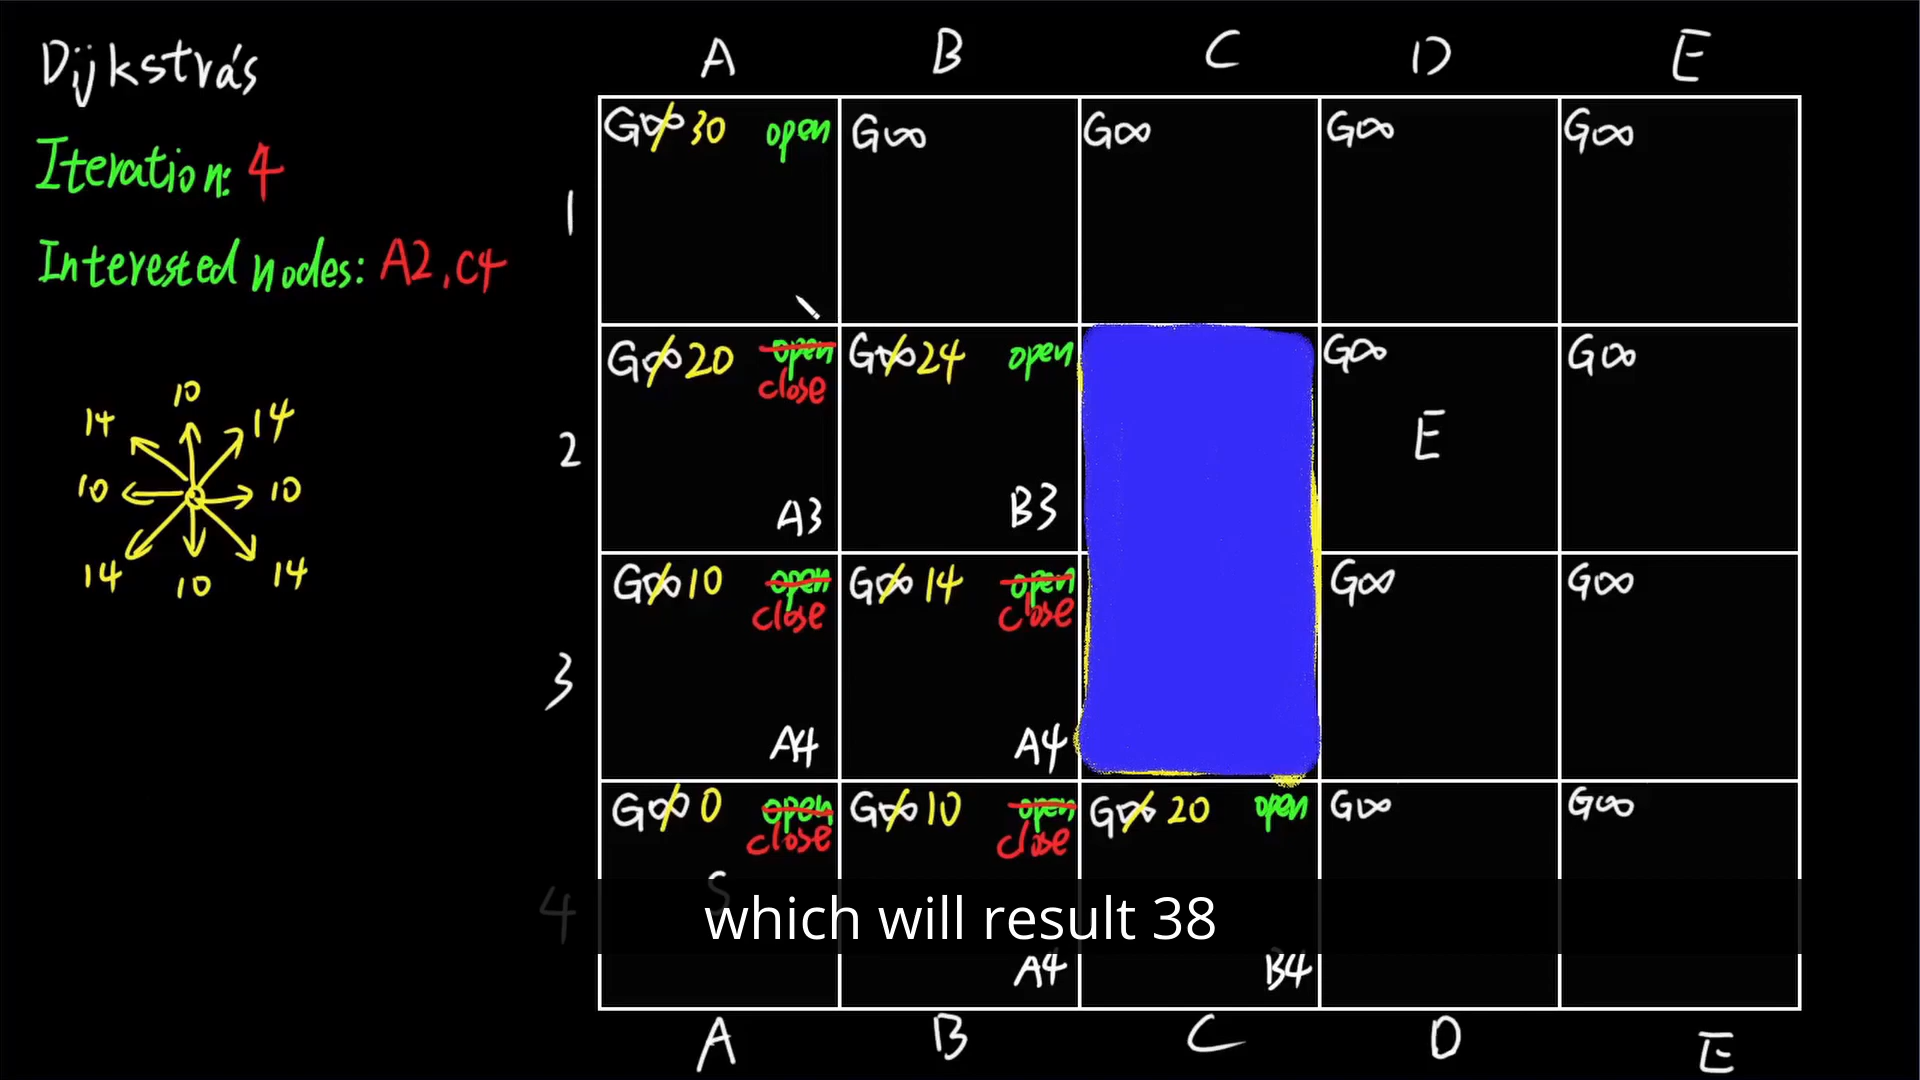 Dijkstra's
Iteration: 4
Interested nodes: A2, C4
10
14 14
10 10
14 10 14
A B C D E
1
G∞ 30 open
G∞
G∞
G∞
G∞
2
G∞ 20 open
close
A3
G∞ 24 open
B3
G∞
E
G∞
3
G∞ 10 open
close
A4
G∞ 14 open
close
A4
G∞
G∞
4
G∞ 0 open
close
S
G∞ 10 open
close
A4
G∞ 20 open
B4
G∞
G∞
which will result 38
A B C D E